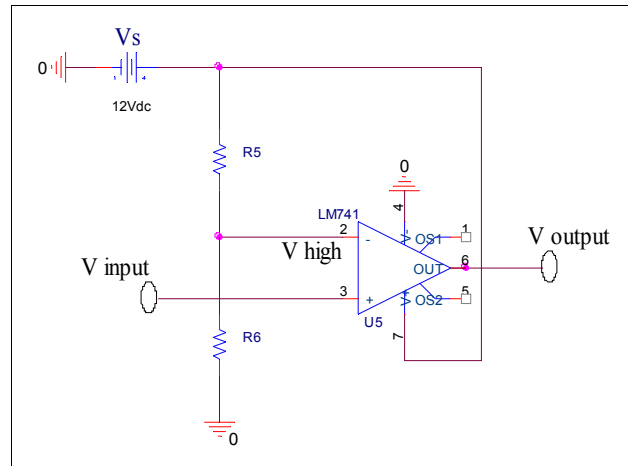 Vs
0
12Vdc
R5
0
LM741
4
V-
OS1
1
2
-
V high
V output
6
OUT
V input
3
+
V+
OS2
5
U5
7
R6
0